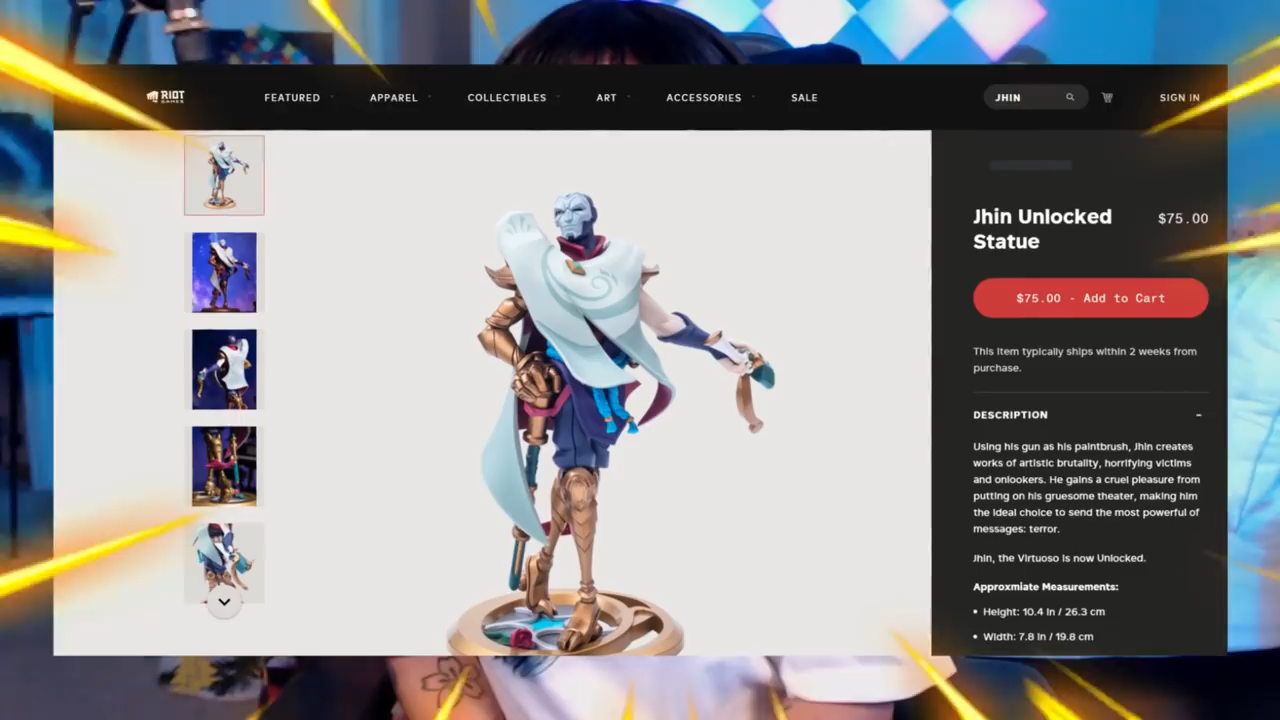 RIOT
GAMES
FEATURED
APPAREL
COLLECTIBLES
ART
ACCESSORIES
SALE
JHIN
SIGN IN
Jhin Unlocked
Statue
$75.00
$75.00 - Add to Cart
This item typically ships within 2 weeks from
purchase.
DESCRIPTION
Using his gun as his paintbrush, Jhin creates
works of artistic brutality, horrifying victims
and onlookers. He gains a cruel pleasure from
putting on his gruesome theater, making him
the ideal choice to send the most powerful of
messages: terror.
Jhin, the Virtuoso is now Unlocked.
Approxmiate Measurements:
• Height: 10.4 in / 26.3 cm
• Width: 7.8 in / 19.8 cm